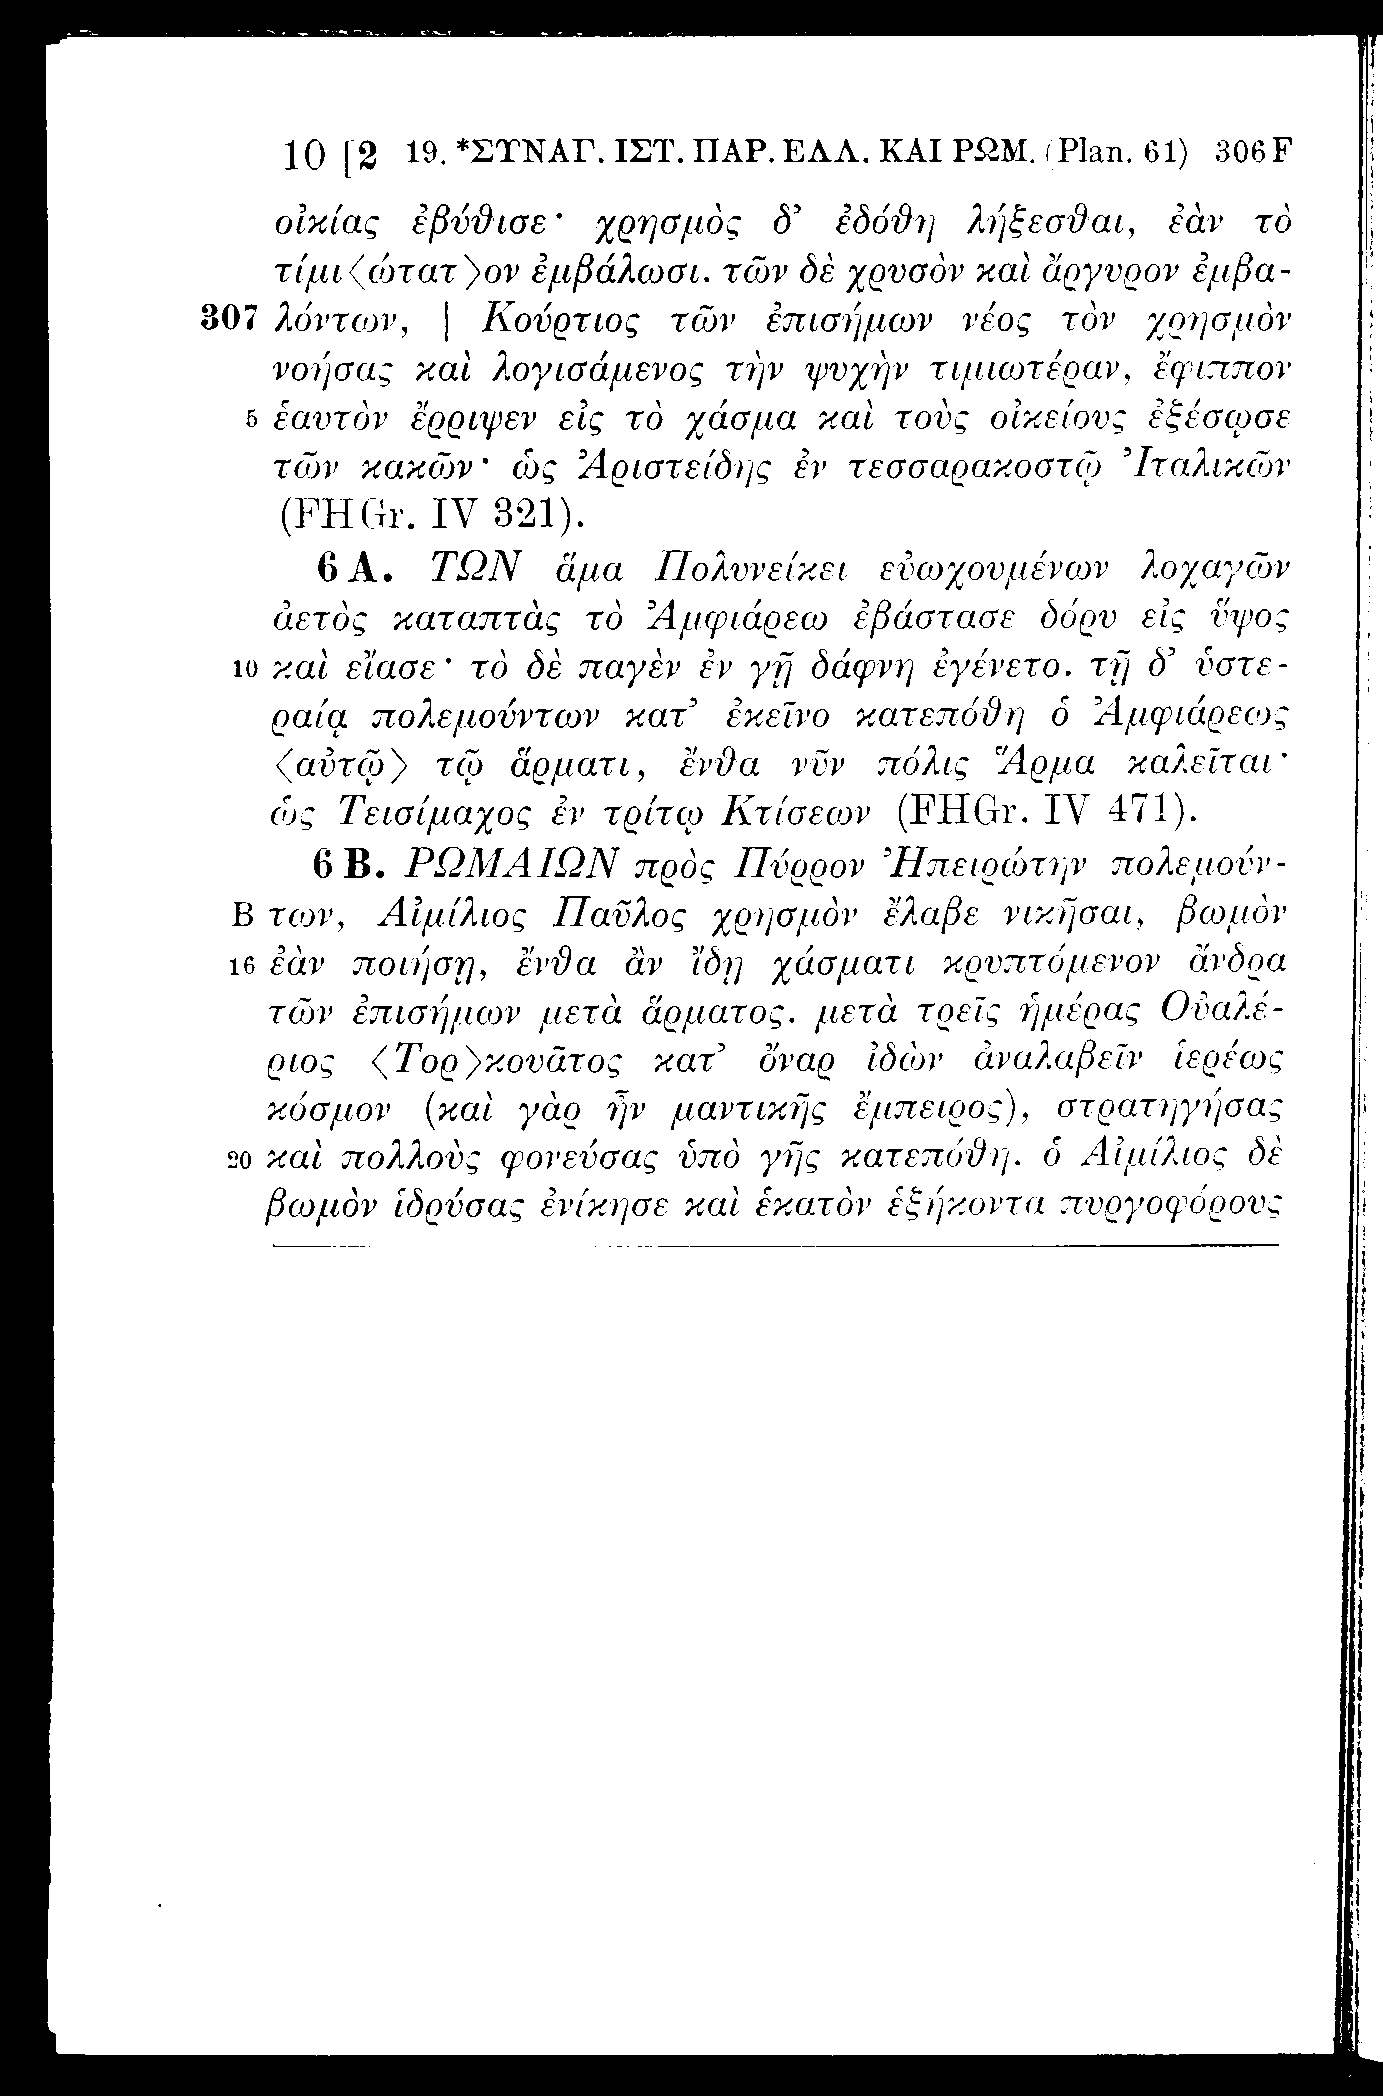 10 [2 19. *ΣΥΝΑΓ. ΙΣΤ. ΠΑΡ. ΕΛΛ. ΚΑΙ ΡΩΜ. (Plan. 61) 306 F
οἰκίας ἐβύθισε· χρησμὸς δ’ ἐδόθη λήξεσθαι, ἐὰν τὸ
τίμι<ώτατ>ον ἐμβάλωσι. τῶν δὲ χρυσὸν καὶ ἄργυρον ἐμβα-
307 λόντων, | Κούρτιος τῶν ἐπισήμων νέος τὸν χρησμὸν
νοήσας καὶ λογισάμενος τὴν ψυχὴν τιμιωτέραν, ἔφιππον
5 ἑαυτὸν ἔρριψεν εἰς τὸ χάσμα καὶ τοὺς οἰκείους ἐξέσῳσε
τῶν κακῶν· ὡς Ἀριστείδης ἐν τεσσαρακοστῷ Ἰταλικῶν
(FHGr. IV 321).
6 A. ΤΩΝ ἅμα Πολυνείκει εὐωχουμένων λοχαγῶν
ἀετὸς καταπτὰς τὸ Ἀμφιάρεω ἐβάστασε δόρυ εἰς ὕψος
10 καὶ εἴασε· τὸ δὲ παγὲν ἐν γῇ δάφνη ἐγένετο. τῇ δ’ ὑστε-
ραίᾳ πολεμούντων κατ’ ἐκεῖνο κατεπόθη ὁ Ἀμφιάρεως
<αὐτῷ> τῷ ἅρματι, ἔνθα νῦν πόλις Ἅρμα καλεῖται·
ὡς Τεισίμαχος ἐν τρίτῳ Κτίσεων (FHGr. IV 471).
6 B. ΡΩΜΑΙΩΝ πρὸς Πύρρον Ἠπειρώτην πολεμούν-
B των, Αἰμίλιος Παῦλος χρησμὸν ἔλαβε νικῆσαι, βωμὸν
16 ἐὰν ποιήσῃ, ἔνθα ἂν ἴδῃ χάσματι κρυπτόμενον ἄνδρα
τῶν ἐπισήμων μετὰ ἅρματος. μετὰ τρεῖς ἡμέρας Οὐαλέ-
ριος <Τορ>κουᾶτος κατ’ ὄναρ ἰδὼν ἀναλαβεῖν ἱερέως
κόσμον (καὶ γὰρ ἦν μαντικῆς ἔμπειρος), στρατηγήσας
20 καὶ πολλοὺς φονεύσας ὑπὸ γῆς κατεπόθη. ὁ Αἰμίλιος δὲ
βωμὸν ἱδρύσας ἐνίκησε καὶ ἑκατὸν ἑξήκοντα πυργοφόρους